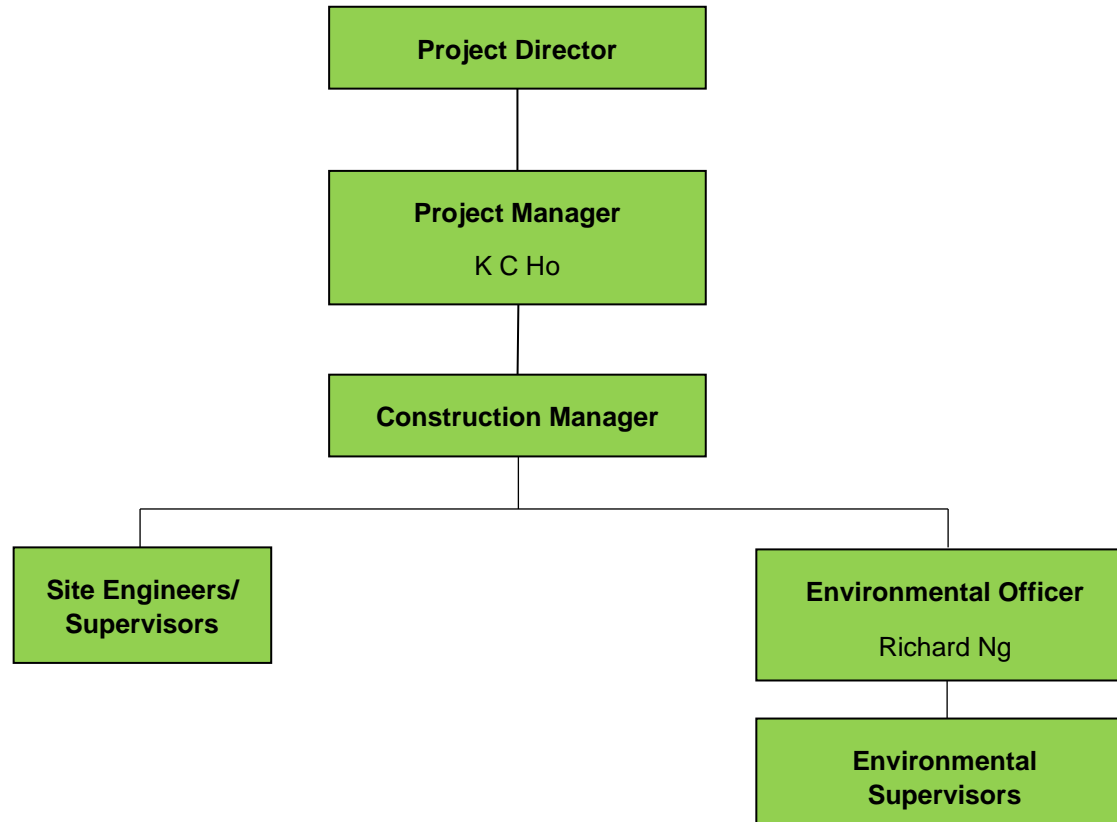 Project Director
Project Manager
K C Ho
Construction Manager
Site Engineers/
Supervisors
Environmental Officer
Richard Ng
Environmental
Supervisors